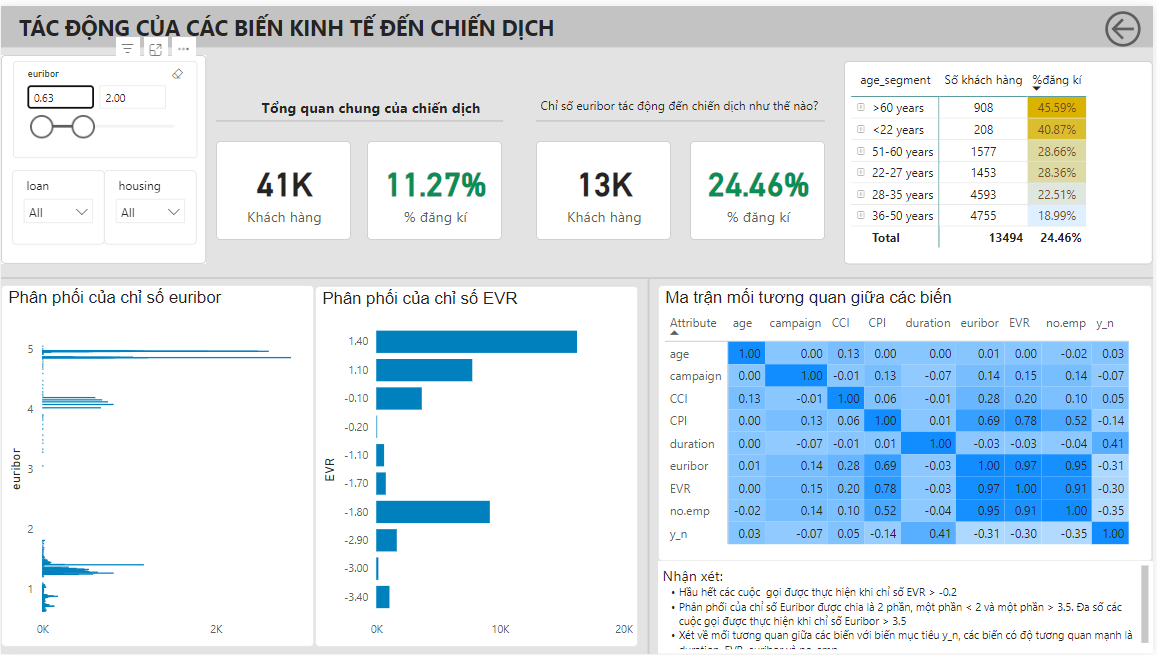 TÁC ĐỘNG CỦA CÁC BIẾN KINH TẾ ĐẾN CHIẾN DỊCH
euribor
0.63 2.00
loan housing
All All
Tổng quan chung của chiến dịch
41K 11.27%
Khách hàng % đăng kí
Chỉ số euribor tác động đến chiến dịch như thế nào?
13K 24.46%
Khách hàng % đăng kí
age_segment Số khách hàng %đăng kí
>60 years 908 45.59%
<22 years 208 40.87%
51-60 years 1577 28.66%
22-27 years 1453 28.36%
28-35 years 4593 22.51%
36-50 years 4755 18.99%
Total 13494 24.46%
Phân phối của chỉ số euribor
euribor
5
4
3
2
1
0K 2K
Phân phối của chỉ số EVR
EVR
1.40
1.10
-0.10
-0.20
-1.10
-1.70
-1.80
-2.90
-3.00
-3.40
0K 10K 20K
Ma trận mối tương quan giữa các biến
Attribute age campaign CCI CPI duration euribor EVR no.emp y_n
age 1.00 0.00 0.13 0.00 0.00 0.01 0.00 -0.02 0.03
campaign 0.00 1.00 -0.01 0.13 -0.07 0.14 0.15 0.14 -0.07
CCI 0.13 -0.01 1.00 0.06 -0.01 0.28 0.20 0.10 0.05
CPI 0.00 0.13 0.06 1.00 0.01 0.69 0.78 0.52 -0.14
duration 0.00 -0.07 -0.01 0.01 1.00 -0.03 -0.03 -0.04 0.41
euribor 0.01 0.14 0.28 0.69 -0.03 1.00 0.97 0.95 -0.31
EVR 0.00 0.15 0.20 0.78 -0.03 0.97 1.00 0.91 -0.30
no.emp -0.02 0.14 0.10 0.52 -0.04 0.95 0.91 1.00 -0.35
y_n 0.03 -0.07 0.05 -0.14 0.41 -0.31 -0.30 -0.35 1.00
Nhận xét:
• Hầu hết các cuộc gọi được thực hiện khi chỉ số EVR > -0.2
• Phân phối của chỉ số Euribor được chia là 2 phần, một phần < 2 và một phần > 3.5. Đa số các
cuộc gọi được thực hiện khi chỉ số Euribor > 3.5
• Xét về mối tương quan giữa các biến với biến mục tiêu y_n, các biến có độ tương quan mạnh là